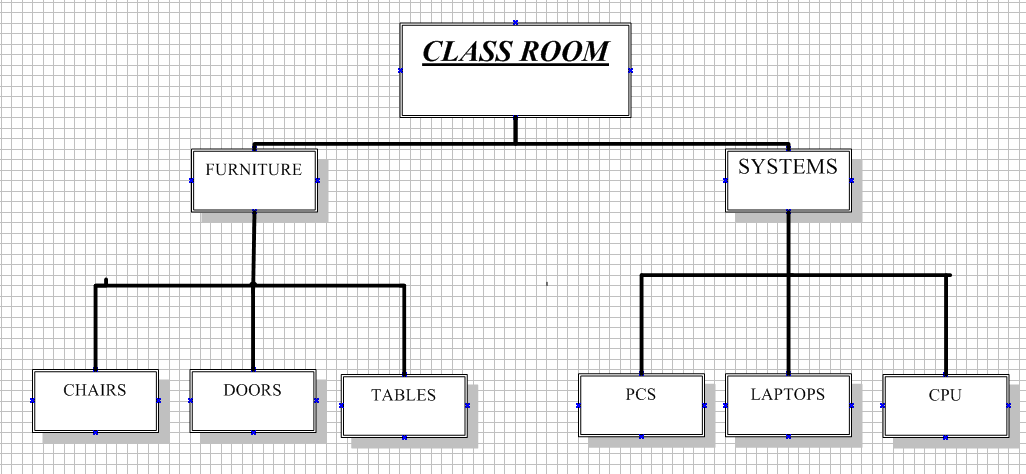 CLASS ROOM
FURNITURE
SYSTEMS
CHAIRS
DOORS
TABLES
PCS
LAPTOPS
CPU